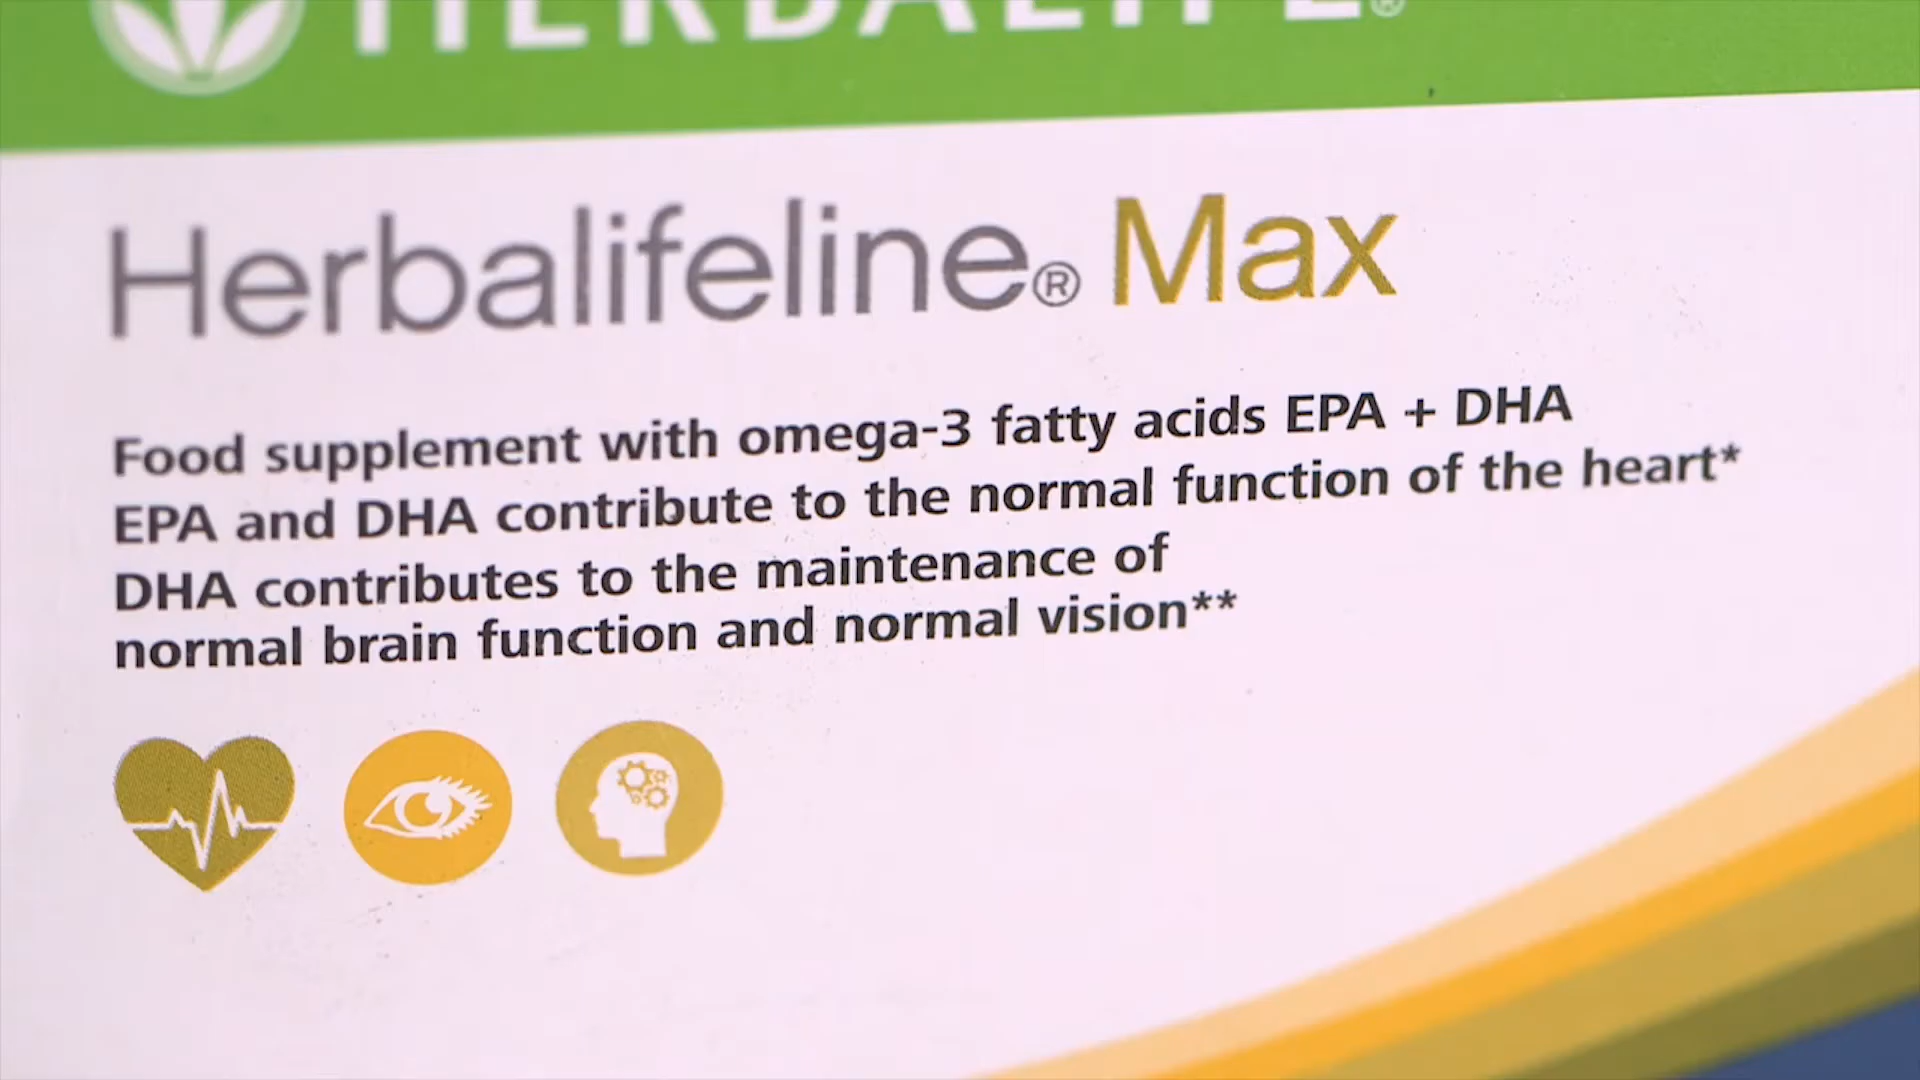 HERBALIFE®
Herbalifeline® Max
Food supplement with omega-3 fatty acids EPA + DHA
EPA and DHA contribute to the normal function of the heart*
DHA contributes to the maintenance of
normal brain function and normal vision**